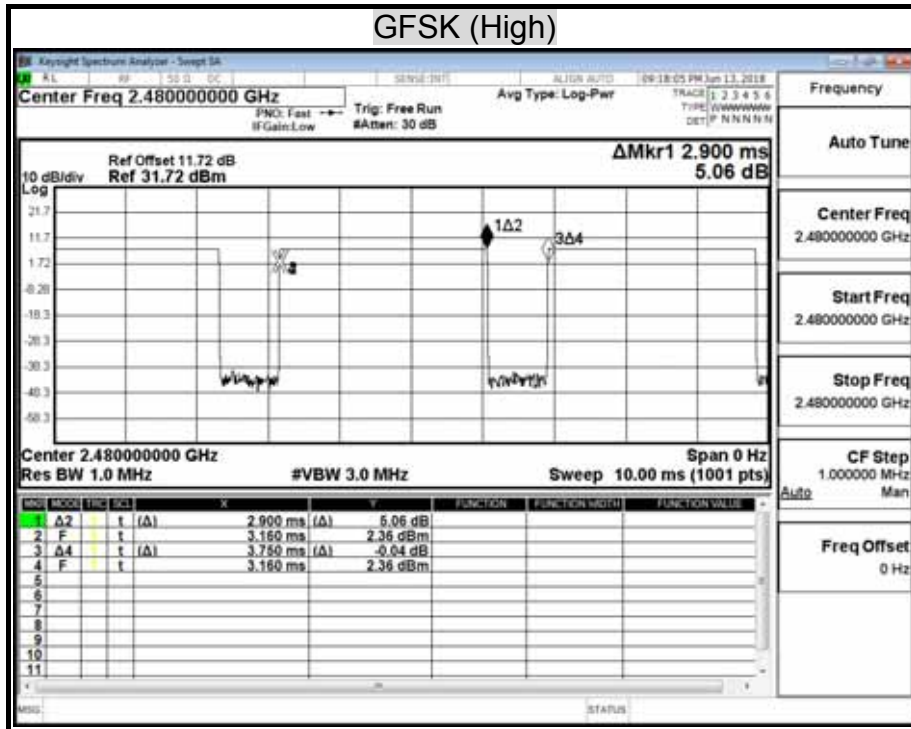 GFSK (High)
Keysight Spectrum Analyzer - Swept SA
RL RF 50 Ω DC SENSE:INT ALIGN AUTO 09:18:05 PM Jun 13, 2018
Center Freq 2.480000000 GHz
PNO: Fast
IFGain:Low
Trig: Free Run
#Atten: 30 dB
Avg Type: Log-Pwr
TRACE 1 2 3 4 5 6
TYPE WWWWWW
DET P N N N N N
ΔMkr1 2.900 ms
5.06 dB
Ref Offset 11.72 dB
10 dB/div Ref 31.72 dBm
Log
21.7
11.7
1.72
-8.28
-18.3
-28.3
-38.3
-48.3
-58.3
1Δ2
3Δ4
Center 2.480000000 GHz Span 0 Hz
Res BW 1.0 MHz #VBW 3.0 MHz Sweep 10.00 ms (1001 pts)
MKR MODE TRC SCL X Y FUNCTION FUNCTION WIDTH FUNCTION VALUE
1 Δ2 1 t (Δ) 2.900 ms (Δ) 5.06 dB
2 F 1 t 3.160 ms 2.36 dBm
3 Δ4 1 t (Δ) 3.750 ms (Δ) -0.04 dB
4 F 1 t 3.160 ms 2.36 dBm
5
6
7
8
9
10
11
MSG STATUS
Frequency
Auto Tune
Center Freq
2.480000000 GHz
Start Freq
2.480000000 GHz
Stop Freq
2.480000000 GHz
CF Step
1.000000 MHz
Auto Man
Freq Offset
0 Hz